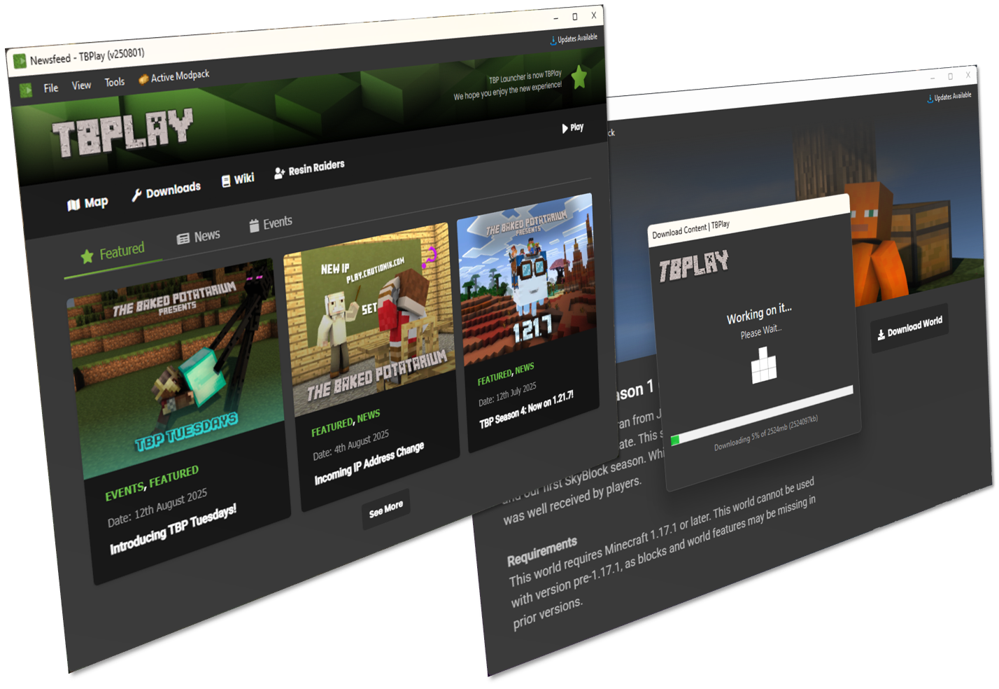 Newsfeed - TBPlay (v250801)
File
View
Tools
Active Modpack
Updates Available
TBPLAY
TBP Launcher is now TBPlay
We hope you enjoy the new experience!
Play
Map
Downloads
Wiki
Resin Raiders
Featured
News
Events
THE BAKED POTATARIUM
PRESENTS
TBP TUESDAYS
EVENTS, FEATURED
Date: 12th August 2025
Introducing TBP Tuesdays!
NEW IP
PLAY.CRUTIONIX.COM
SET
?
THE BAKED POTATARIUM
FEATURED, NEWS
Date: 4th August 2025
Incoming IP Address Change
THE BAKED POTATARIUM
PRESENTS
1.21.7
FEATURED, NEWS
Date: 12th July 2025
TBP Season 4: Now on 1.21.7!
See More
ck
Updates Available
Download World
Download Content | TBPlay
TBPLAY
Working on it...
Please Wait...
Downloading 5% of 2524mb (2524097kb)
ason 1
ran from J
ate. This s
and our first SkyBlock season. Whi
was well received by players.
Requirements
This world requires Minecraft 1.17.1 or later. This world cannot be used
with version pre-1.17.1, as blocks and world features may be missing in
prior versions.